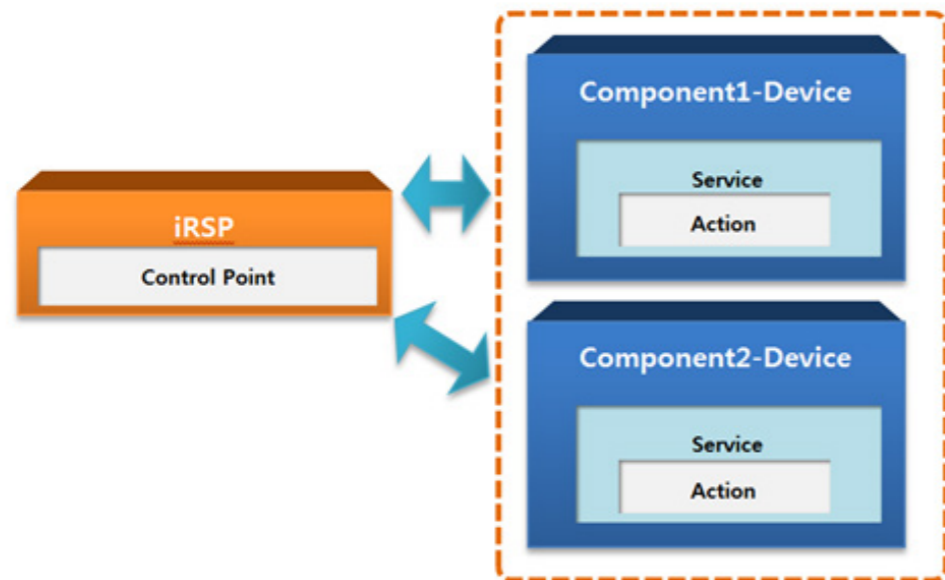 iRSP
Control Point
Component1-Device
Service
Action
Component2-Device
Service
Action